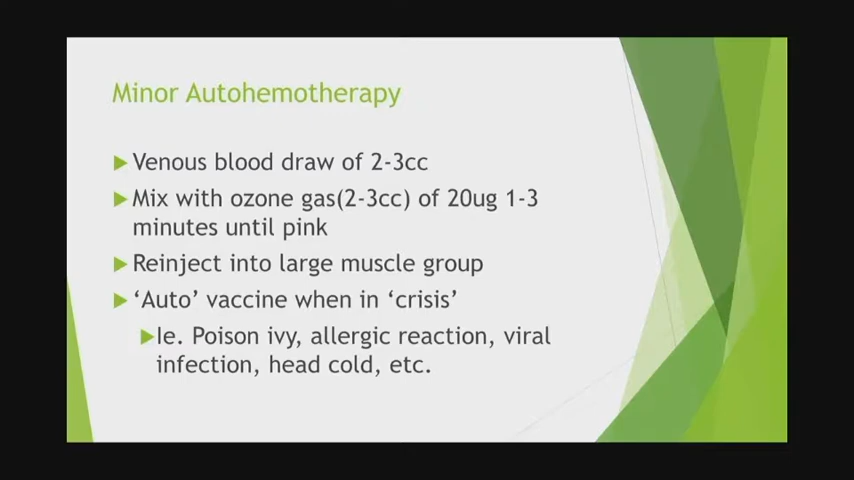 Minor Autohemotherapy
Venous blood draw of 2-3cc
Mix with ozone gas(2-3cc) of 20ug 1-3
minutes until pink
Reinject into large muscle group
‘Auto’ vaccine when in ‘crisis’
Ie. Poison ivy, allergic reaction, viral
infection, head cold, etc.